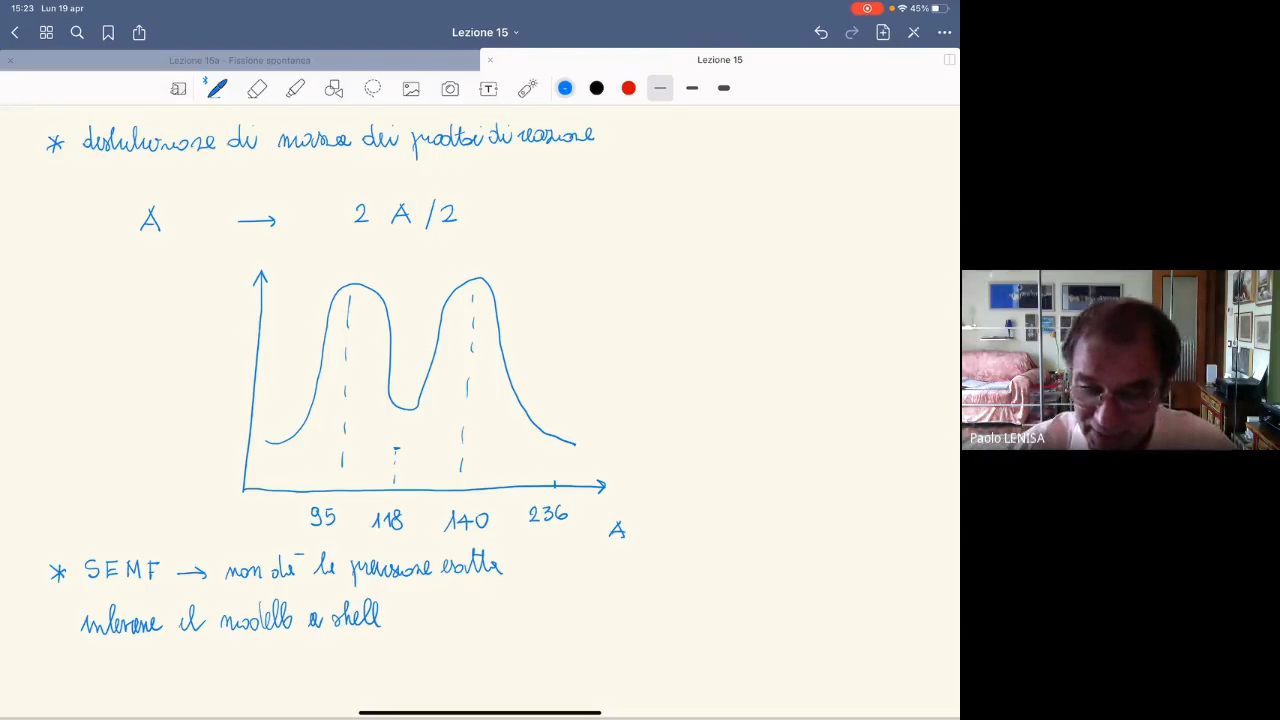 15:23 Lun 19 apr
45%
Lezione 15
Lezione 15a - Fissione spontanea
Lezione 15
* distribuzione di massa dei prodotti di reazione
A → 2 A/2
95 118 140 236
A
* SEMF → non dà la previsione esatta
interviene il modello a shell
Paolo LENISA